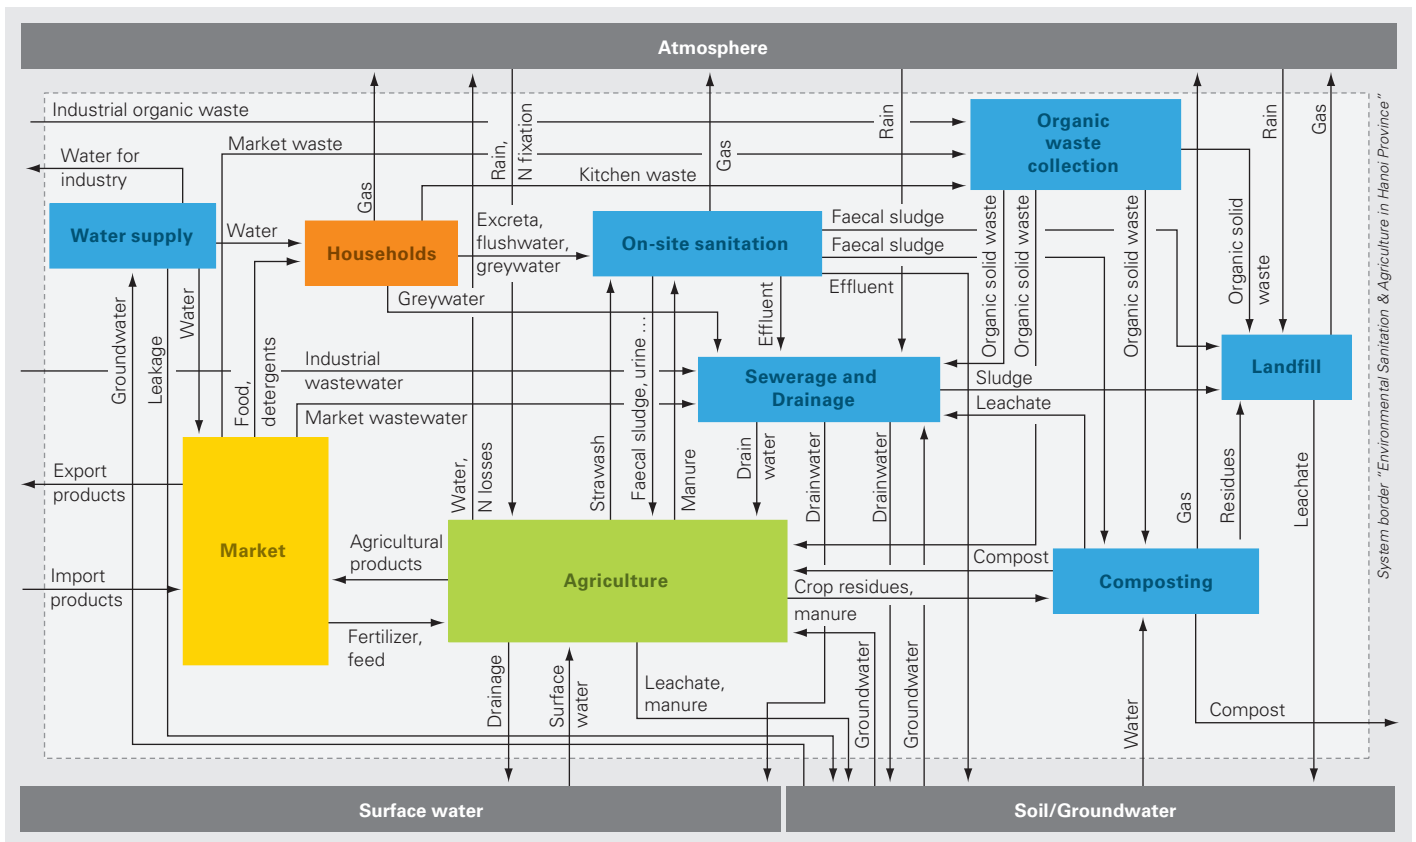 Atmosphere
Industrial organic waste
Market waste
Water for
industry
Gas
Rain,
N fixation
Kitchen waste
Gas
Rain
Organic
waste
collection
Rain
Gas
System border “Environmental Sanitation & Agriculture in Hanoi Province”
Water supply
Water
Households
Excreta,
flushwater,
greywater
On-site sanitation
Faecal sludge
Faecal sludge
Effluent
Organic solid waste
Organic solid waste
Organic solid waste
Organic solid
waste
Greywater
Groundwater
Leakage
Water
Food,
detergents
Industrial
wastewater
Market wastewater
Effluent
Faecal sludge, urine ...
Sewerage and
Drainage
Sludge
Leachate
Landfill
Export
products
Water,
N losses
Strawash
Manure
Drain
water
Drainwater
Drainwater
Gas
Residues
Leachate
Market
Agricultural
products
Agriculture
Compost
Crop residues,
manure
Composting
Import
products
Fertilizer,
feed
Drainage
Surface
water
Leachate,
manure
Groundwater
Groundwater
Water
Compost
Surface water
Soil/Groundwater